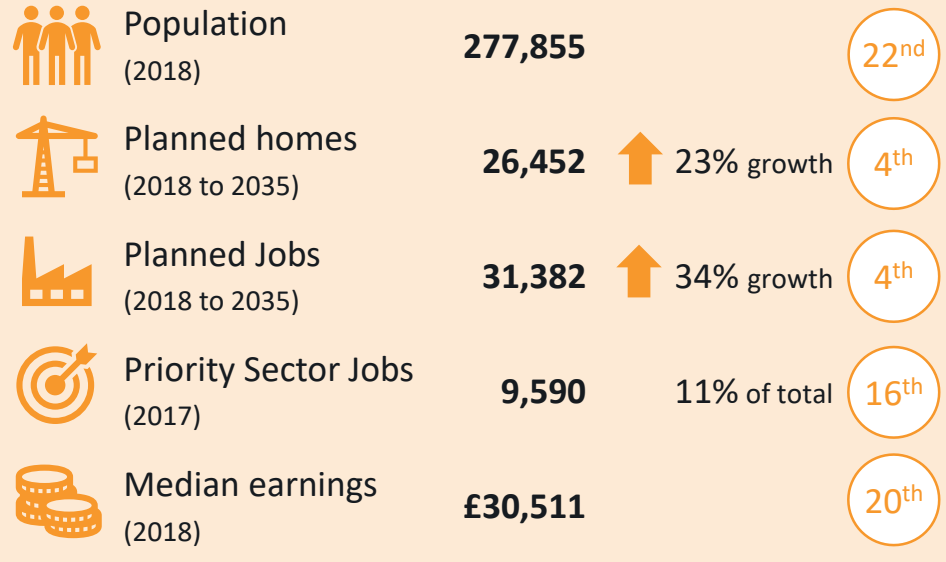 Population
(2018)
277,855
22nd
Planned homes
(2018 to 2035)
26,452
23% growth
4th
Planned Jobs
(2018 to 2035)
31,382
34% growth
4th
Priority Sector Jobs
(2017)
9,590
11% of total
16th
Median earnings
(2018)
£30,511
20th